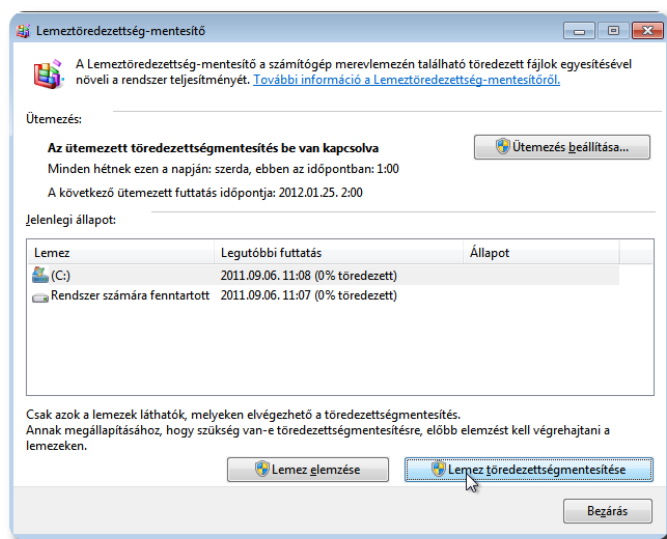 Lemeztöredezettség-mentesítő
A Lemeztöredezettség-mentesítő a számítógép merevlemezén található töredezett fájlok egyesítésével
növeli a rendszer teljesítményét. További információ a Lemeztöredezettség-mentesítőről.
Ütemezés:
Az ütemezett töredezettségmentesítés be van kapcsolva
Ütemezés beállítása...
Minden hétnek ezen a napján: szerda, ebben az időpontban: 1:00
A következő ütemezett futtatás időpontja: 2012.01.25. 2:00
Jelenlegi állapot:
Lemez Legutóbbi futtatás Állapot
(C:) 2011.09.06. 11:08 (0% töredezett)
Rendszer számára fenntartott 2011.09.06. 11:07 (0% töredezett)
Csak azok a lemezek láthatók, melyeken elvégezhető a töredezettségmentesítés.
Annak megállapításához, hogy szükség van-e töredezettségmentesítésre, előbb elemzést kell végrehajtani a
lemezeken.
Lemez elemzése Lemez töredezettségmentesítése
Bezárás